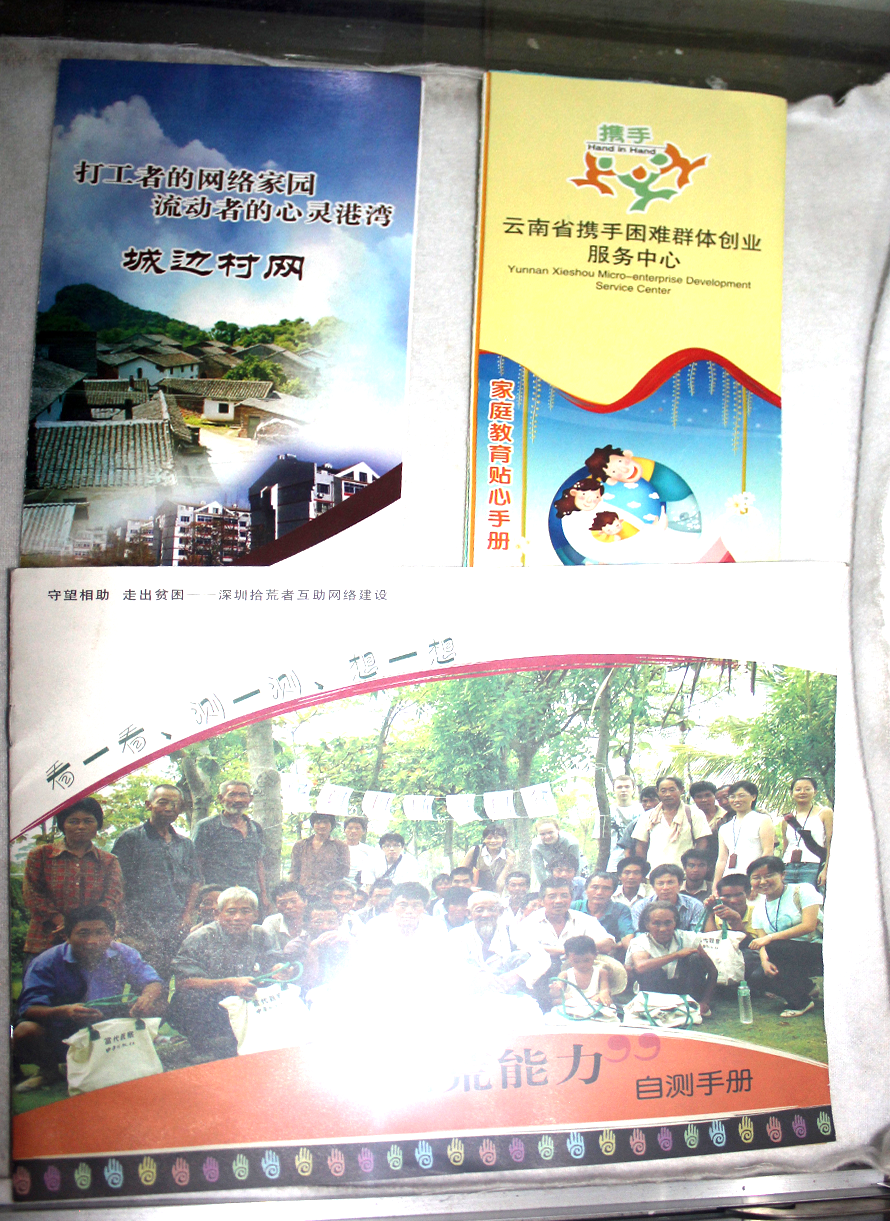 打工者的网络家园
流动者的心灵港湾
城边村网
携手
Hand in Hand
云南省携手困难群体创业
服务中心
Yunnan Xieshou Micro-enterprise Development
Service Center
家庭教育贴心手册
守望相助 走出贫困——深圳拾荒者互助网络建设
看一看、测一测、想一想
荒能力”
自测手册